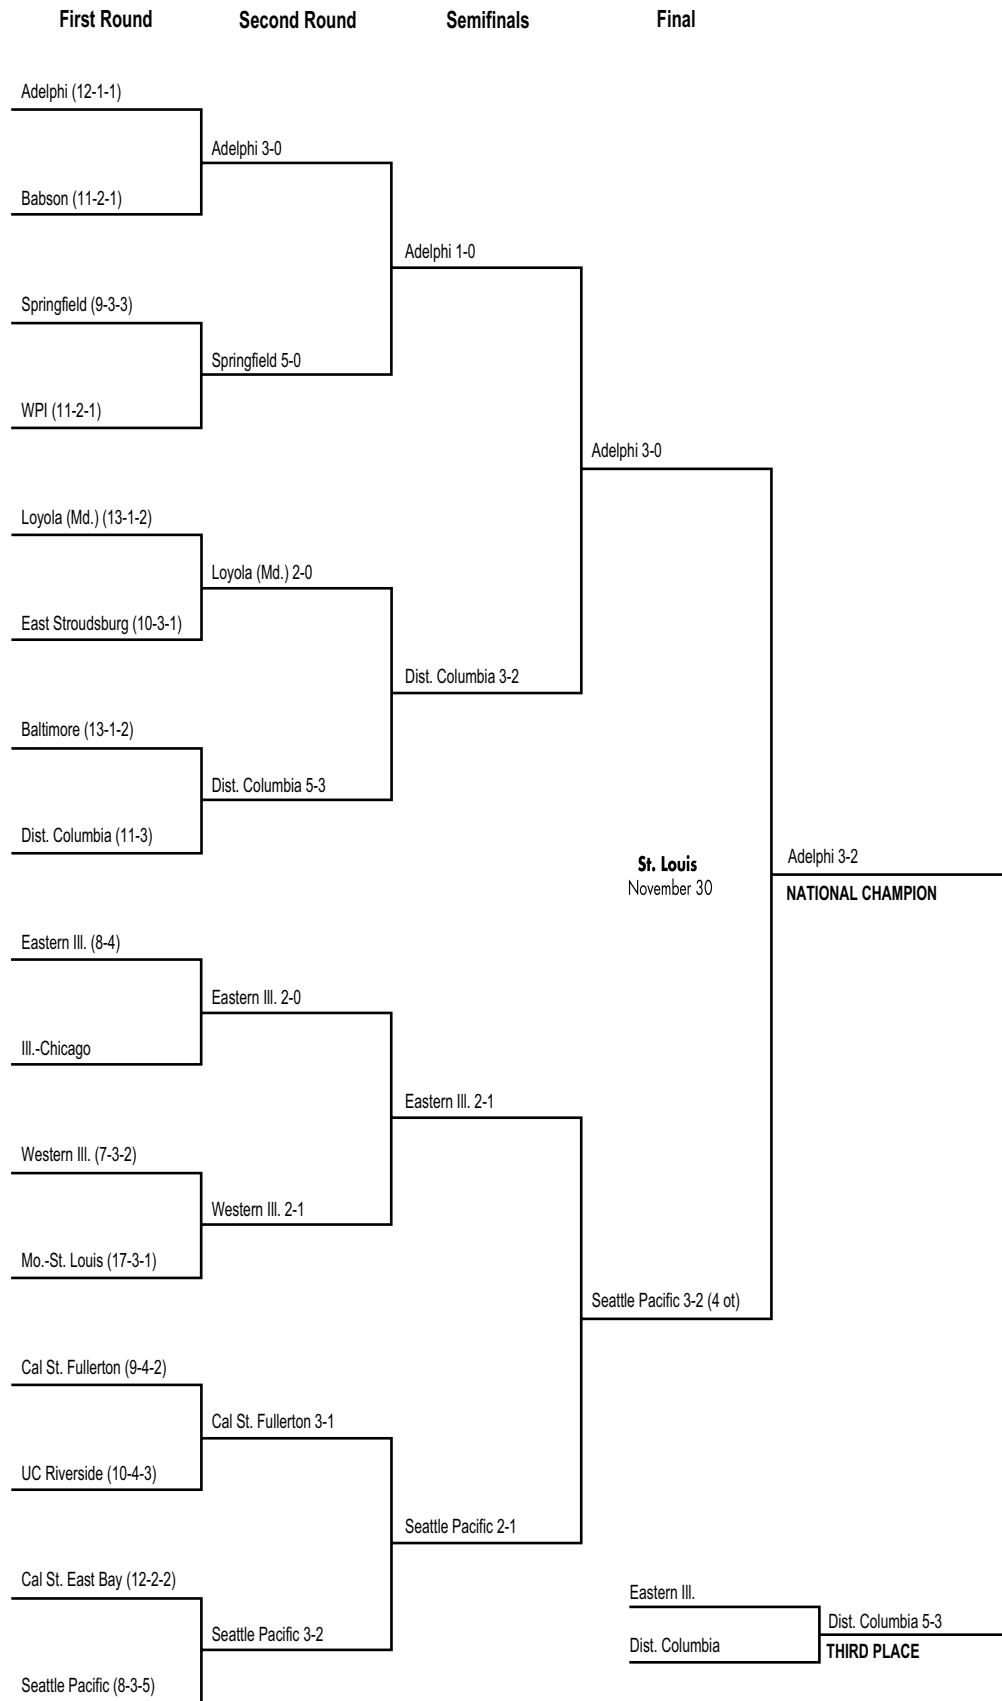 First Round
Second Round
Semifinals
Final
Adelphi (12-1-1)
Adelphi 3-0
Babson (11-2-1)
Adelphi 1-0
Springfield (9-3-3)
Springfield 5-0
WPI (11-2-1)
Adelphi 3-0
Loyola (Md.) (13-1-2)
Loyola (Md.) 2-0
East Stroudsburg (10-3-1)
Dist. Columbia 3-2
Baltimore (13-1-2)
Dist. Columbia 5-3
Dist. Columbia (11-3)
St. Louis
November 30
Adelphi 3-2
NATIONAL CHAMPION
Eastern Ill. (8-4)
Eastern Ill. 2-0
Ill.-Chicago
Eastern Ill. 2-1
Western Ill. (7-3-2)
Western Ill. 2-1
Mo.-St. Louis (17-3-1)
Seattle Pacific 3-2 (4 ot)
Cal St. Fullerton (9-4-2)
Cal St. Fullerton 3-1
UC Riverside (10-4-3)
Seattle Pacific 2-1
Cal St. East Bay (12-2-2)
Seattle Pacific 3-2
Seattle Pacific (8-3-5)
Eastern Ill.
Dist. Columbia 5-3
Dist. Columbia
THIRD PLACE